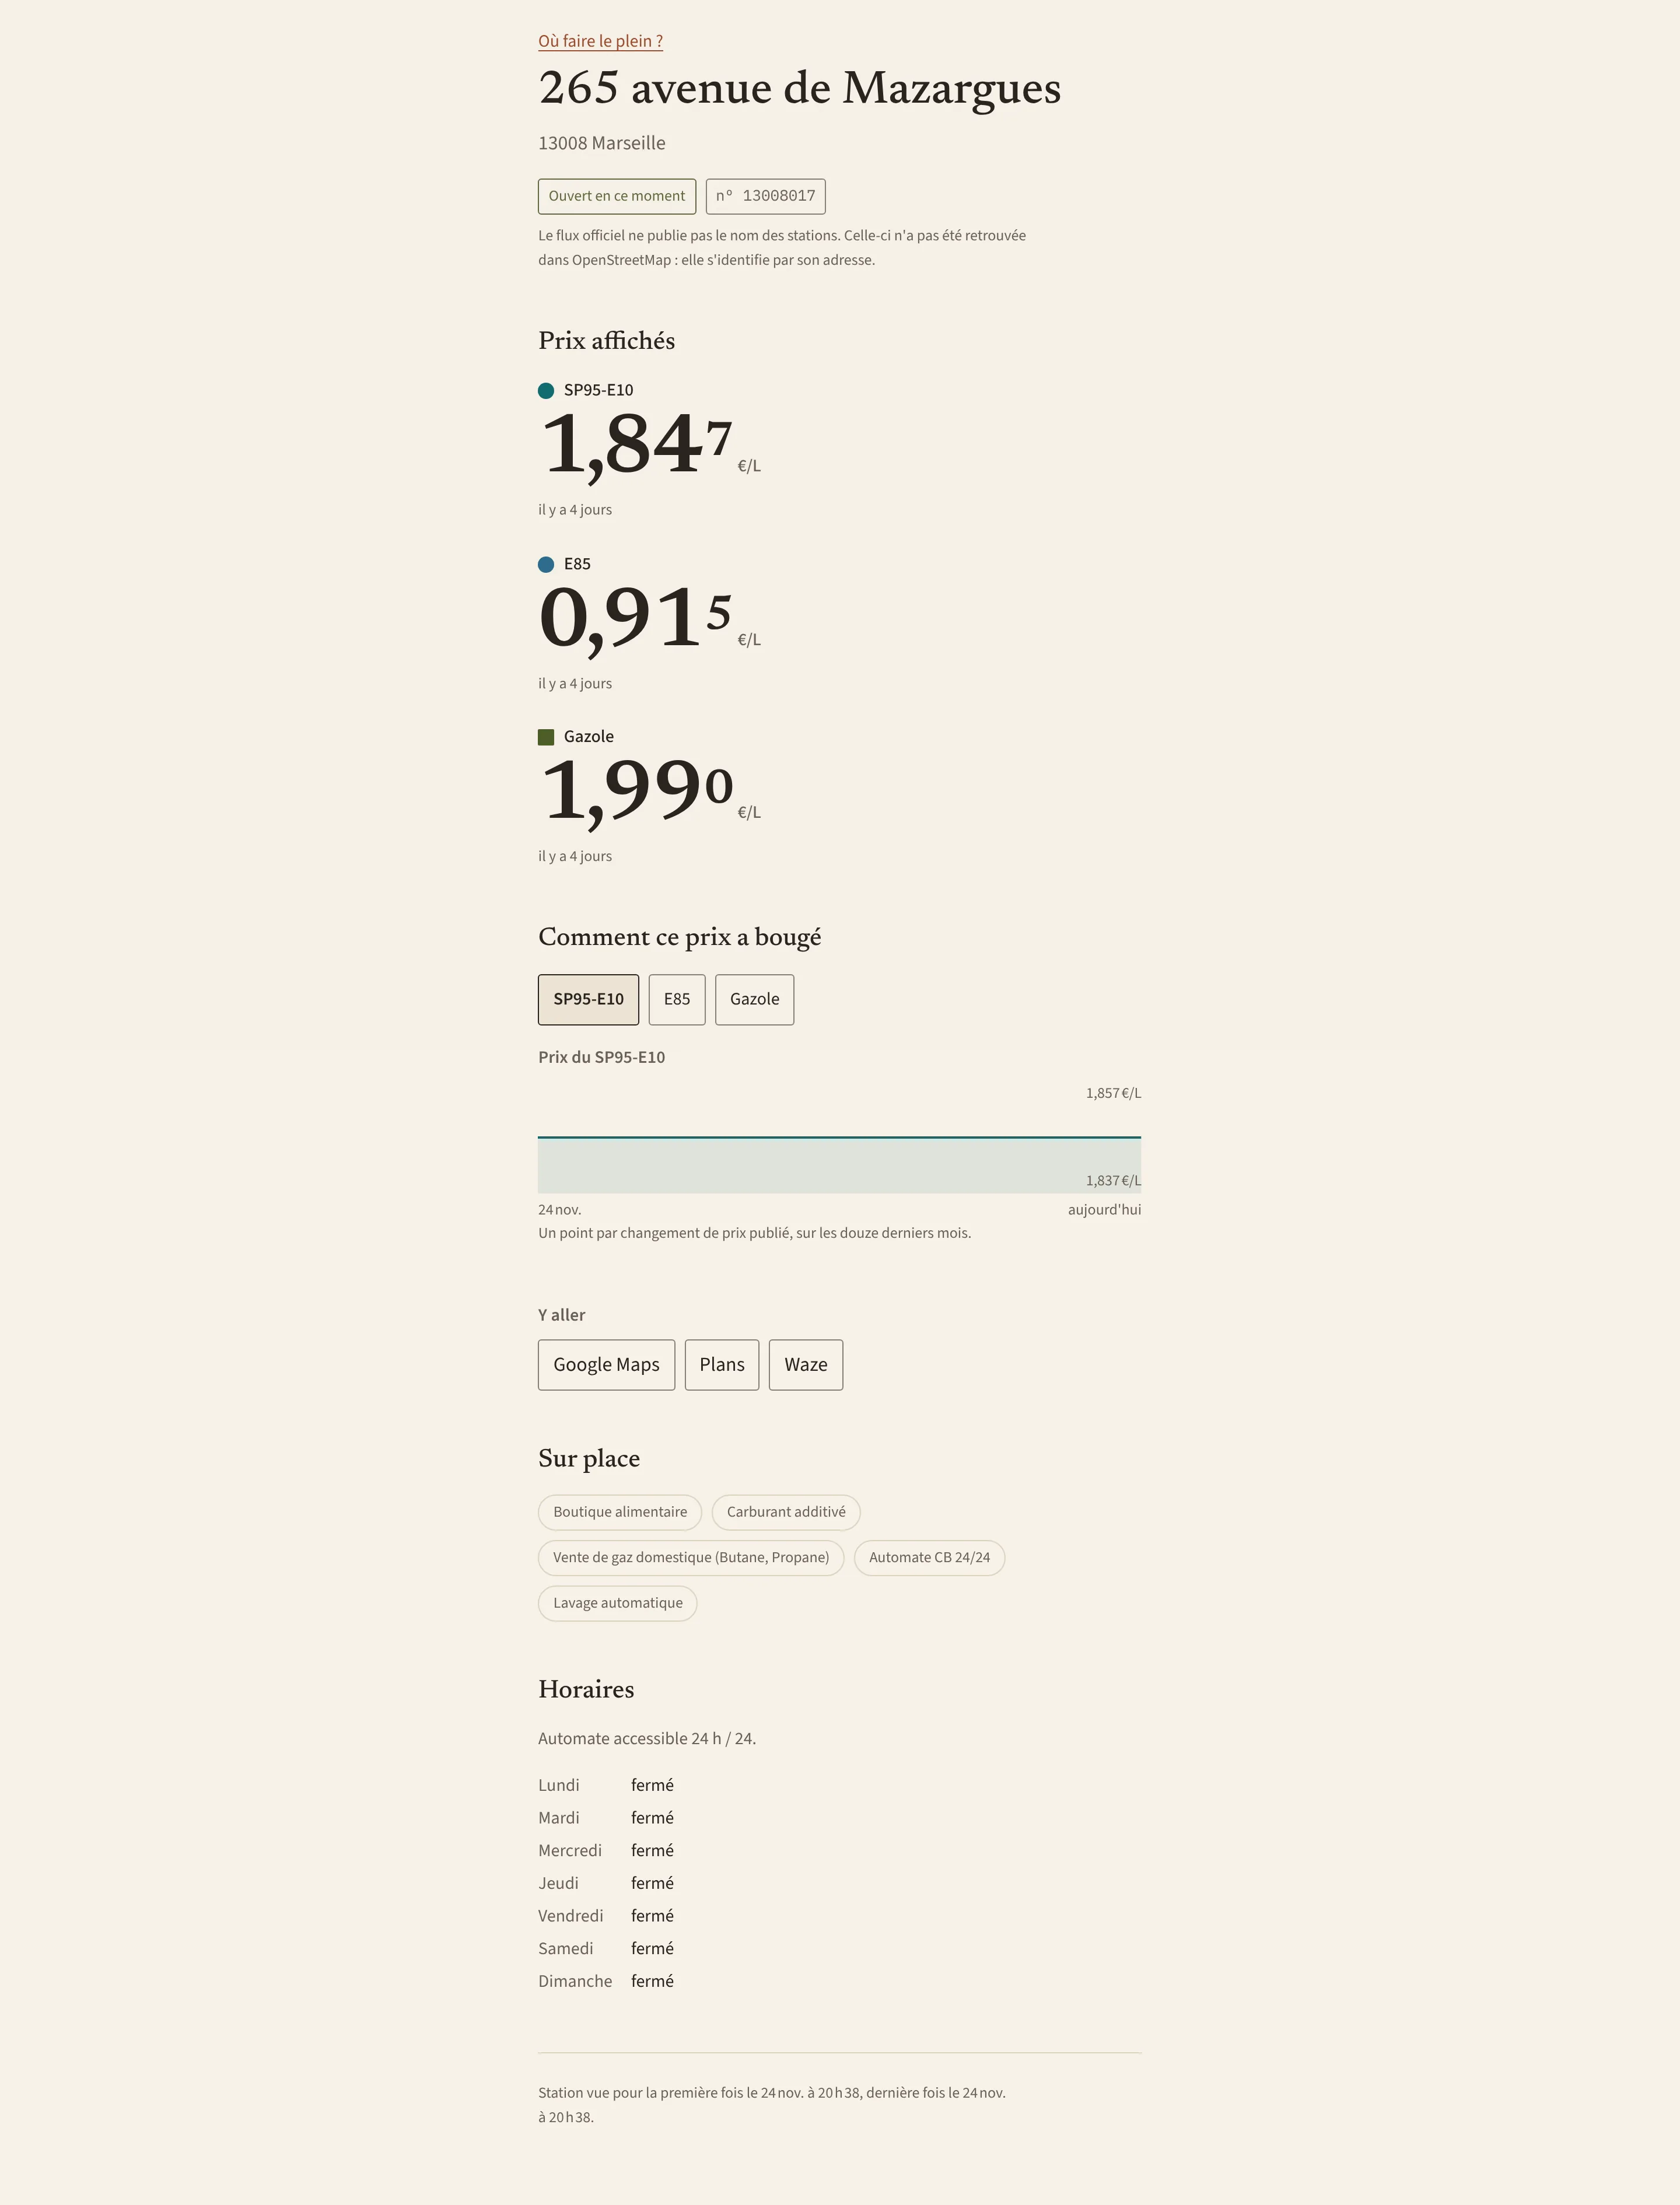 Où faire le plein ?
265 avenue de Mazargues
13008 Marseille
Ouvert en ce moment
nº 13008017
Le flux officiel ne publie pas le nom des stations. Celle-ci n'a pas été retrouvée
dans OpenStreetMap : elle s'identifie par son adresse.
Prix affichés
SP95-E10
1,847 €/L
il y a 4 jours
E85
0,915 €/L
il y a 4 jours
Gazole
1,990 €/L
il y a 4 jours
Comment ce prix a bougé
SP95-E10 E85 Gazole
Prix du SP95-E10
1,857 €/L
1,837 €/L
24 nov. aujourd'hui
Un point par changement de prix publié, sur les douze derniers mois.
Y aller
Google Maps Plans Waze
Sur place
Boutique alimentaire Carburant additivé
Vente de gaz domestique (Butane, Propane) Automate CB 24/24
Lavage automatique
Horaires
Automate accessible 24 h / 24.
Lundi fermé
Mardi fermé
Mercredi fermé
Jeudi fermé
Vendredi fermé
Samedi fermé
Dimanche fermé
Station vue pour la première fois le 24 nov. à 20 h 38, dernière fois le 24 nov.
à 20 h 38.